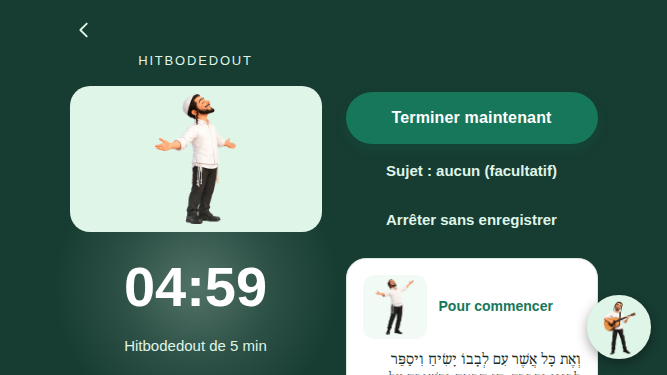 HITBODEDOUT
04:59
Hitbodedout de 5 min
Terminer maintenant
Sujet : aucun (facultatif)
Arrêter sans enregistrer
Pour commencer
וְאֶת כָּל אֲשֶׁר עִם לְבָבוֹ יָשִׂיחַ וִיסַפֵּר